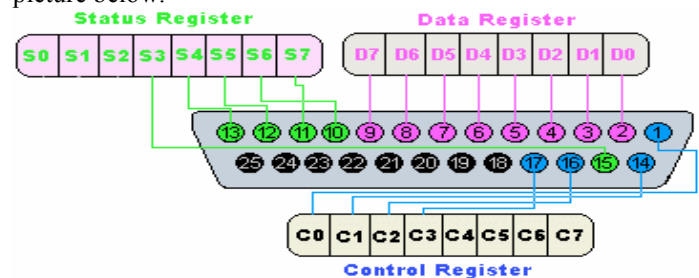 picture below.
Status Register Data Register
S0 S1 S2 S3 S4 S5 S6 S7 D7 D6 D5 D4 D3 D2 D1 D0
13 12 11 10 9 8 7 6 5 4 3 2 1
25 24 23 22 21 20 19 18 17 16 15 14
C0 C1 C2 C3 C4 C5 C6 C7
Control Register